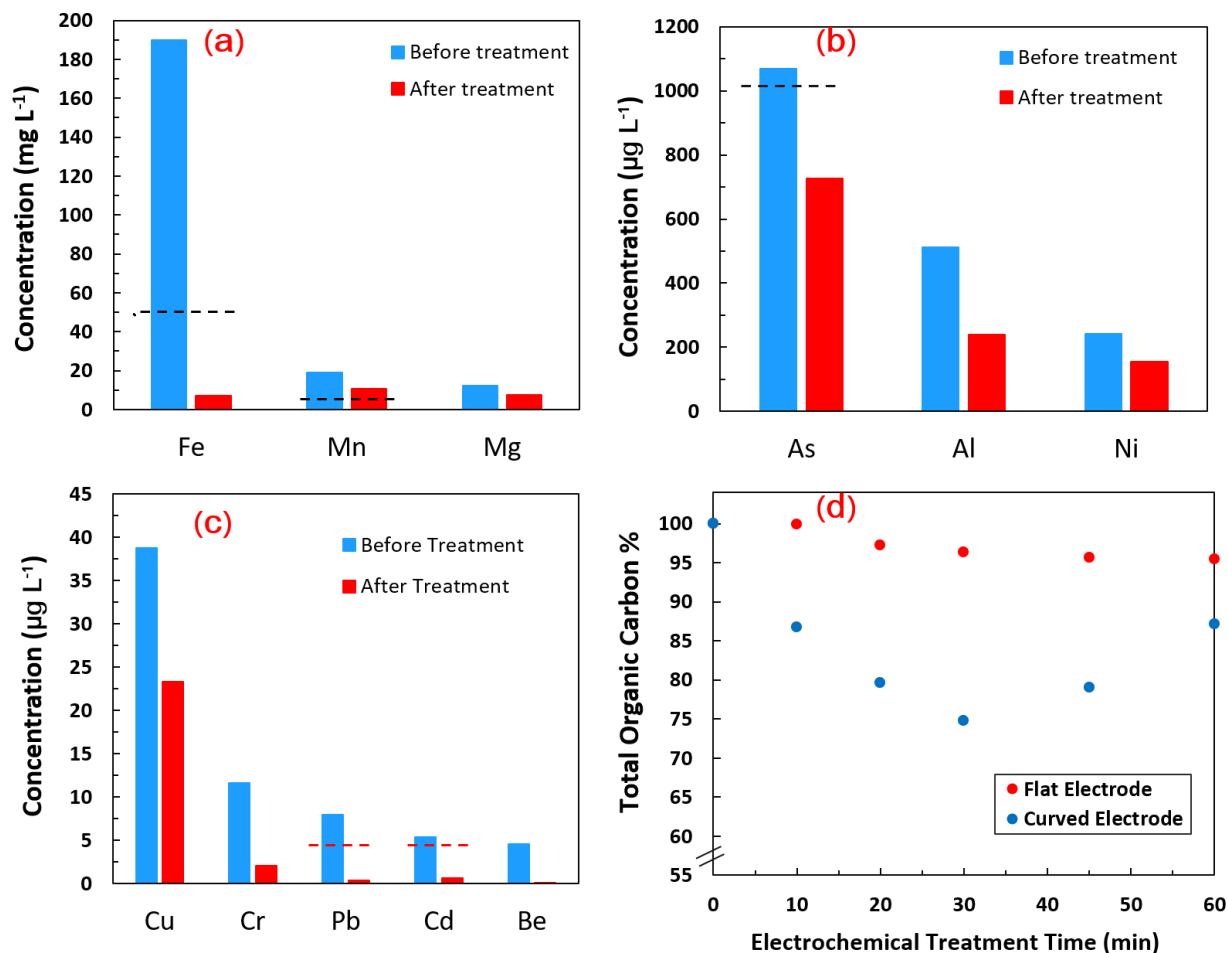 (a)
Concentration (mg L⁻¹)
200
190
180
160
140
120
100
80
60
50
40
20
0
Before treatment
After treatment
Fe Mn Mg
(b)
Concentration (µg L⁻¹)
1200
1000
800
600
400
200
0
Before treatment
After treatment
As Al Ni
(c)
Concentration (µg L⁻¹)
45
40
35
30
25
20
15
10
5
0
Before Treatment
After Treatment
Cu Cr Pb Cd Be
(d)
Total Organic Carbon %
100
95
90
85
80
75
70
65
60
55
Flat Electrode
Curved Electrode
0 10 20 30 40 50 60
Electrochemical Treatment Time (min)